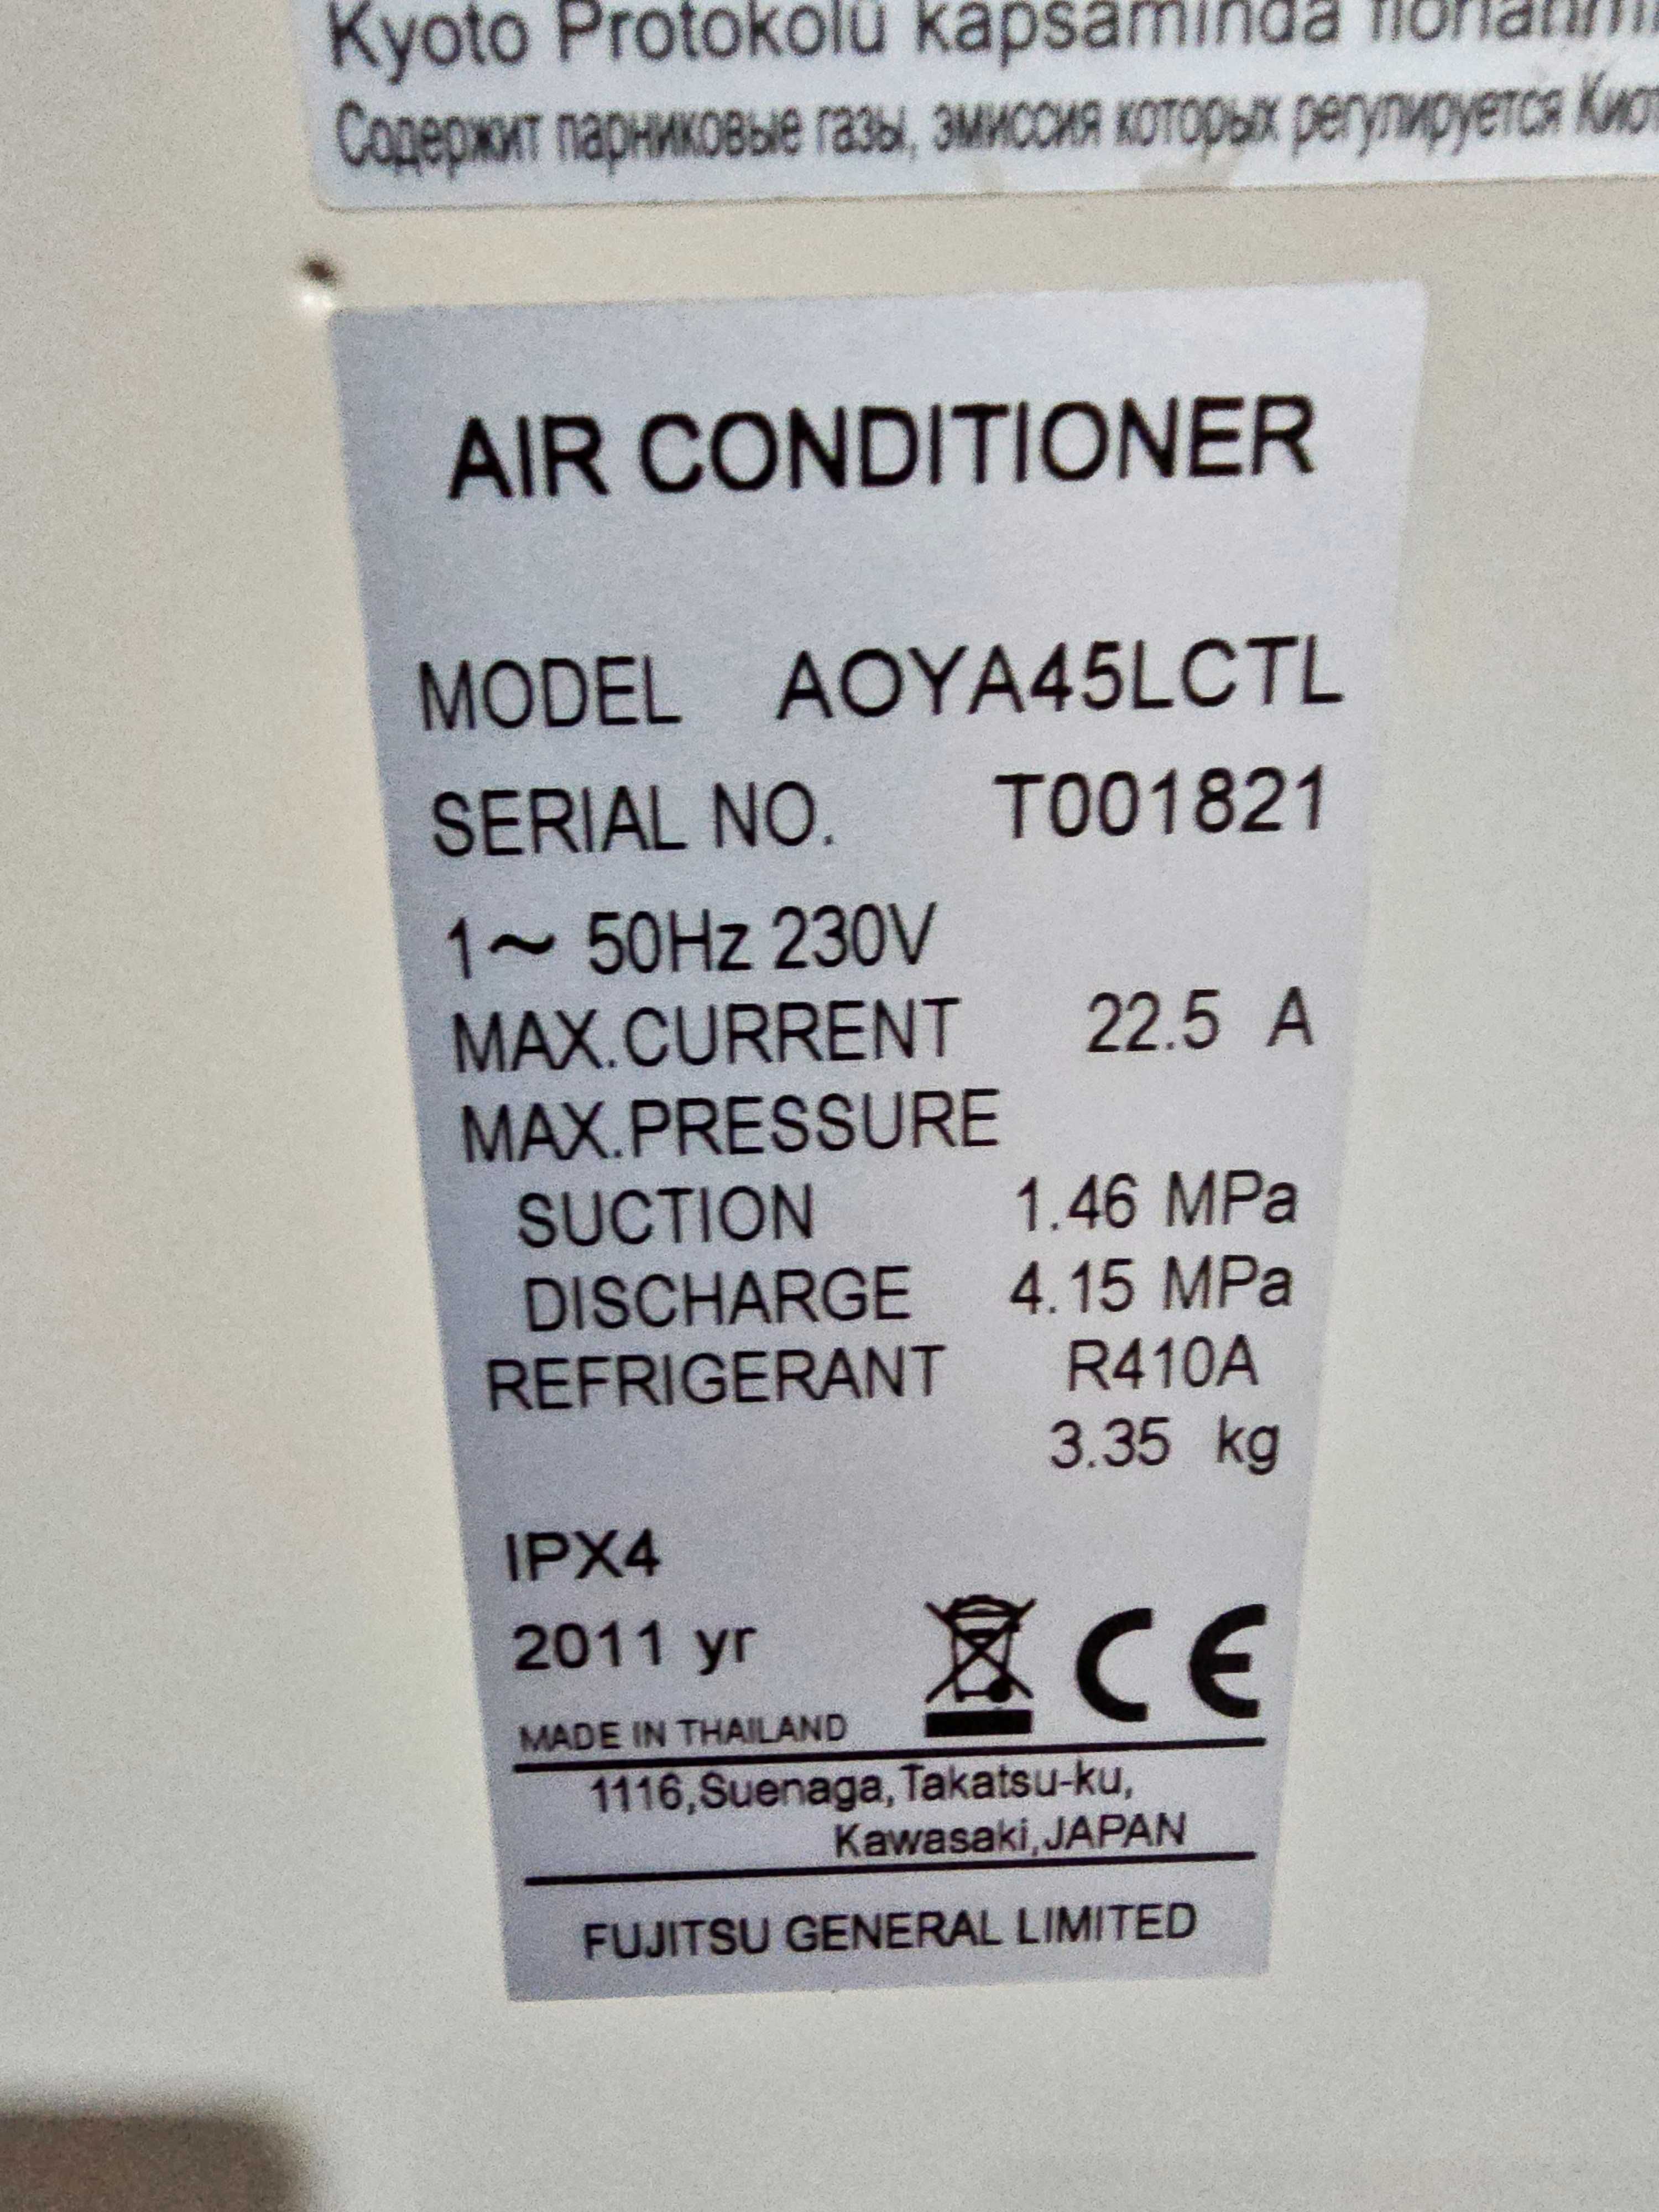 Kyoto Protokolü kapsamında
Содержит парниковые газы, эмиссия которых регулируется
AIR CONDITIONER
MODEL AOYA45LCTL
SERIAL NO. T001821
1~ 50Hz 230V
MAX.CURRENT 22.5 A
MAX.PRESSURE
SUCTION 1.46 MPa
DISCHARGE 4.15 MPa
REFRIGERANT R410A
3.35 kg
IPX4
2011 yr
CE
MADE IN THAILAND
1116,Suenaga,Takatsu-ku,
Kawasaki,JAPAN
FUJITSU GENERAL LIMITED